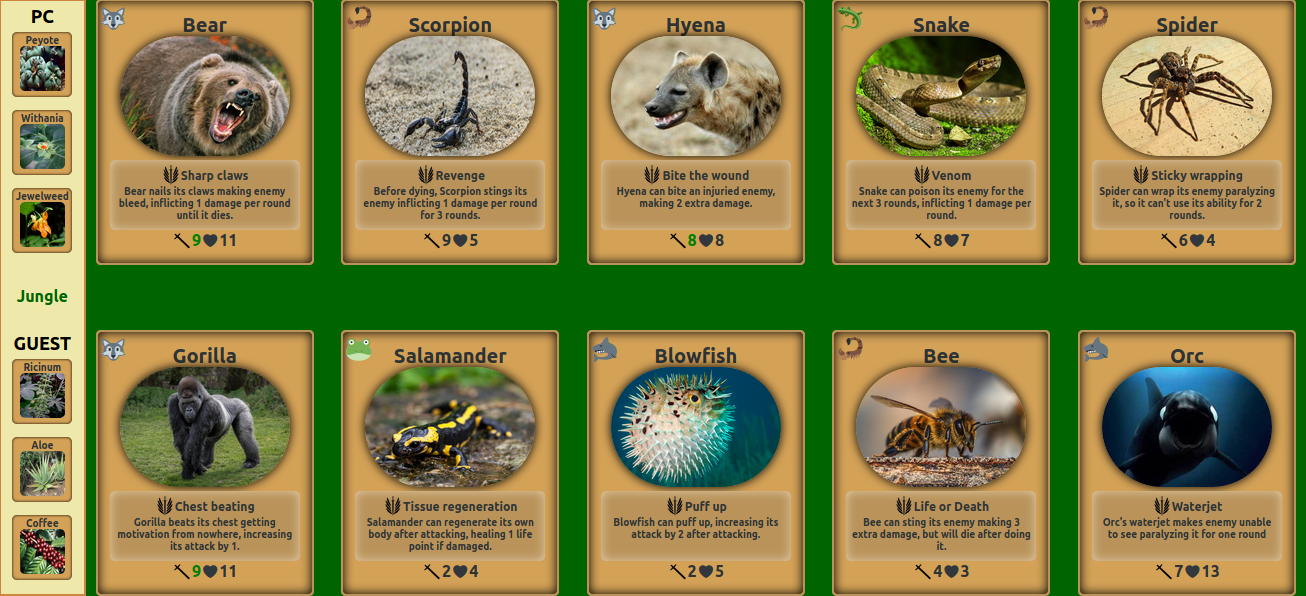 PC
Peyote
Withania
Jewelweed
Jungle
GUEST
Ricinum
Aloe
Coffee
Bear
Sharp claws
Bear nails its claws making enemy
bleed, inflicting 1 damage per round
until it dies.
9 11
Scorpion
Revenge
Before dying, Scorpion stings its
enemy inflicting 1 damage per round
for 3 rounds.
9 5
Hyena
Bite the wound
Hyena can bite an injuried enemy,
making 2 extra damage.
8 8
Snake
Venom
Snake can poison its enemy for the
next 3 rounds, inflicting 1 damage per
round.
8 7
Spider
Sticky wrapping
Spider can wrap its enemy paralyzing
it, so it can't use its ability for 2
rounds.
6 4
Gorilla
Chest beating
Gorilla beats its chest getting
motivation from nowhere, increasing
its attack by 1.
9 11
Salamander
Tissue regeneration
Salamander can regenerate its own
body after attacking, healing 1 life
point if damaged.
2 4
Blowfish
Puff up
Blowfish can puff up, increasing its
attack by 2 after attacking.
2 5
Bee
Life or Death
Bee can sting its enemy making 3
extra damage, but will die after doing
it.
4 3
Orc
Waterjet
Orc's waterjet makes enemy unable
to see paralyzing it for one round
7 13